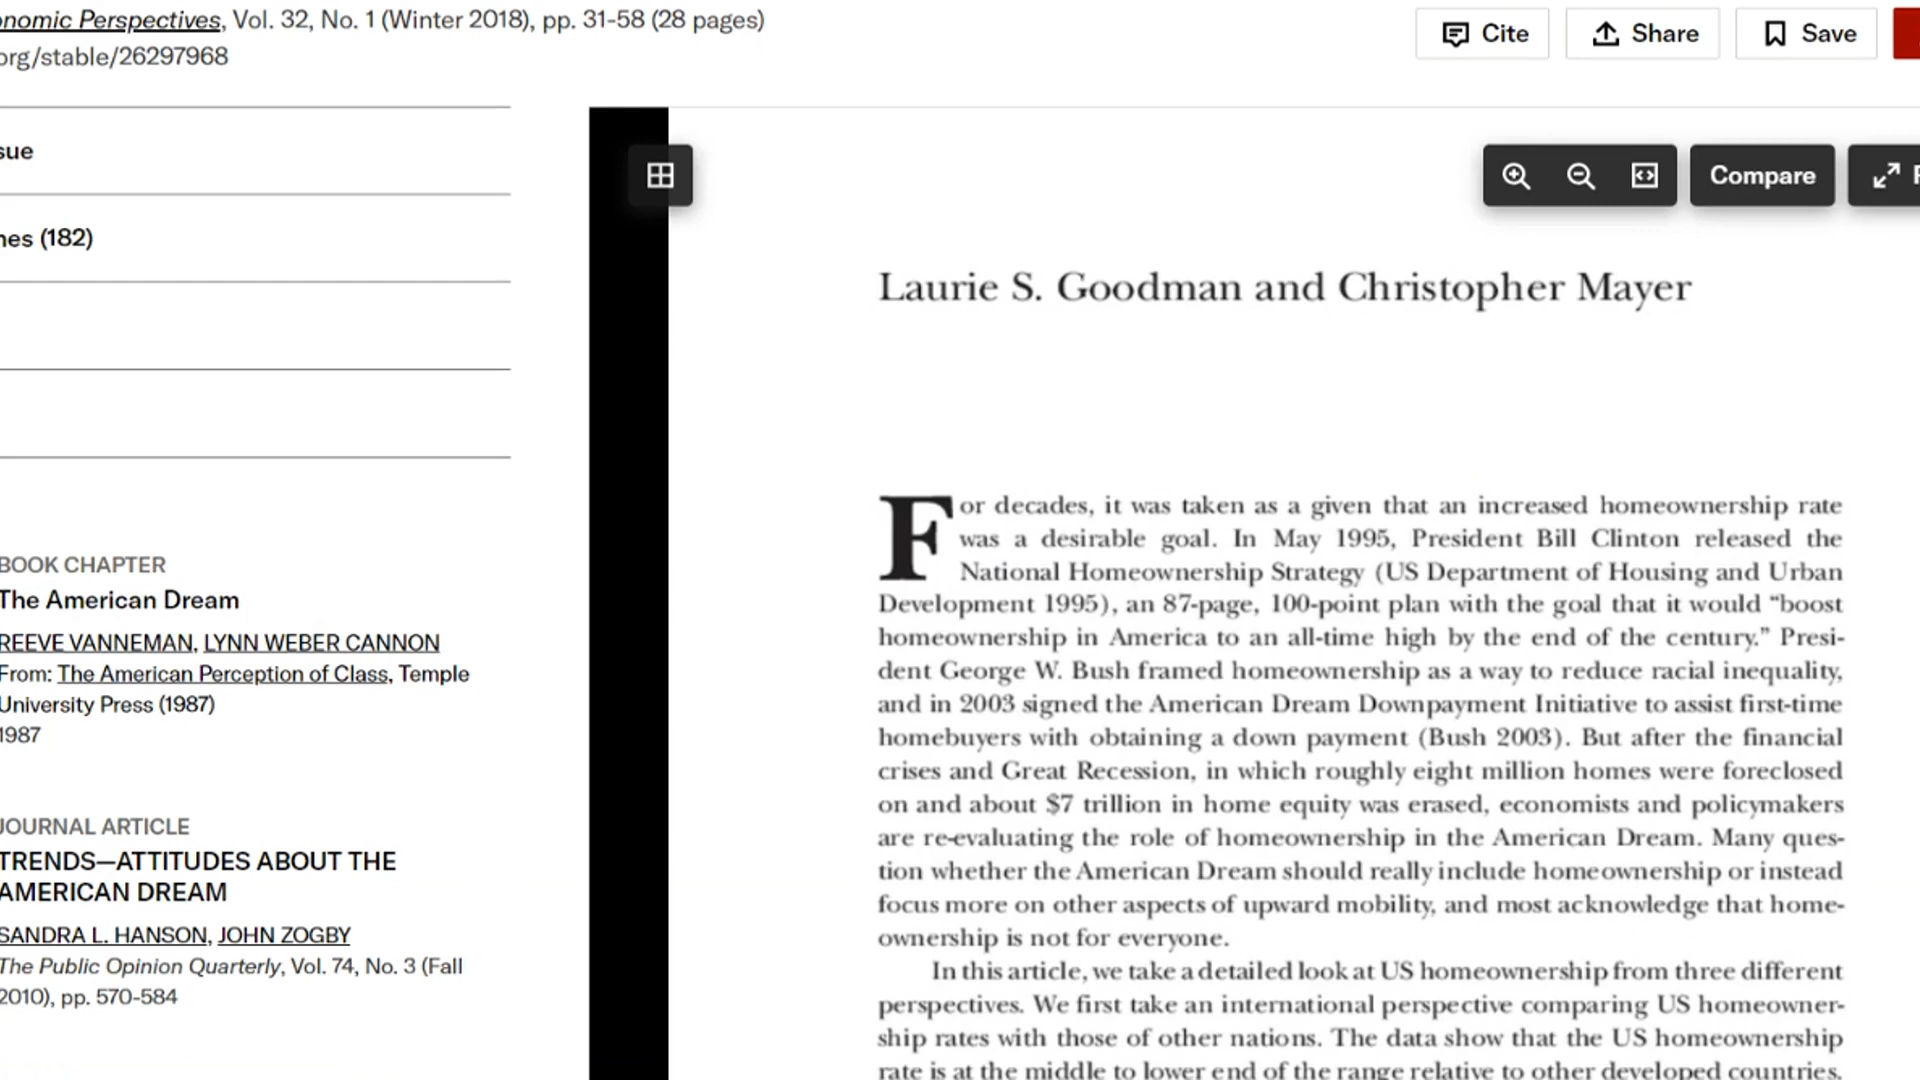 nomic Perspectives, Vol. 32, No. 1 (Winter 2018), pp. 31-58 (28 pages)
org/stable/26297968
Cite
Share
Save
sue
nes (182)
BOOK CHAPTER
The American Dream
REEVE VANNEMAN, LYNN WEBER CANNON
From: The American Perception of Class, Temple
University Press (1987)
1987
JOURNAL ARTICLE
TRENDS—ATTITUDES ABOUT THE
AMERICAN DREAM
SANDRA L. HANSON, JOHN ZOGBY
The Public Opinion Quarterly, Vol. 74, No. 3 (Fall
2010), pp. 570-584
Compare
Laurie S. Goodman and Christopher Mayer
For decades, it was taken as a given that an increased homeownership rate
was a desirable goal. In May 1995, President Bill Clinton released the
National Homeownership Strategy (US Department of Housing and Urban
Development 1995), an 87-page, 100-point plan with the goal that it would “boost
homeownership in America to an all-time high by the end of the century.” Presi-
dent George W. Bush framed homeownership as a way to reduce racial inequality,
and in 2003 signed the American Dream Downpayment Initiative to assist first-time
homebuyers with obtaining a down payment (Bush 2003). But after the financial
crises and Great Recession, in which roughly eight million homes were foreclosed
on and about $7 trillion in home equity was erased, economists and policymakers
are re-evaluating the role of homeownership in the American Dream. Many ques-
tion whether the American Dream should really include homeownership or instead
focus more on other aspects of upward mobility, and most acknowledge that home-
ownership is not for everyone.
In this article, we take a detailed look at US homeownership from three different
perspectives. We first take an international perspective comparing US homeowner-
ship rates with those of other nations. The data show that the US homeownership
rate is at the middle to lower end of the range relative to other developed countries.